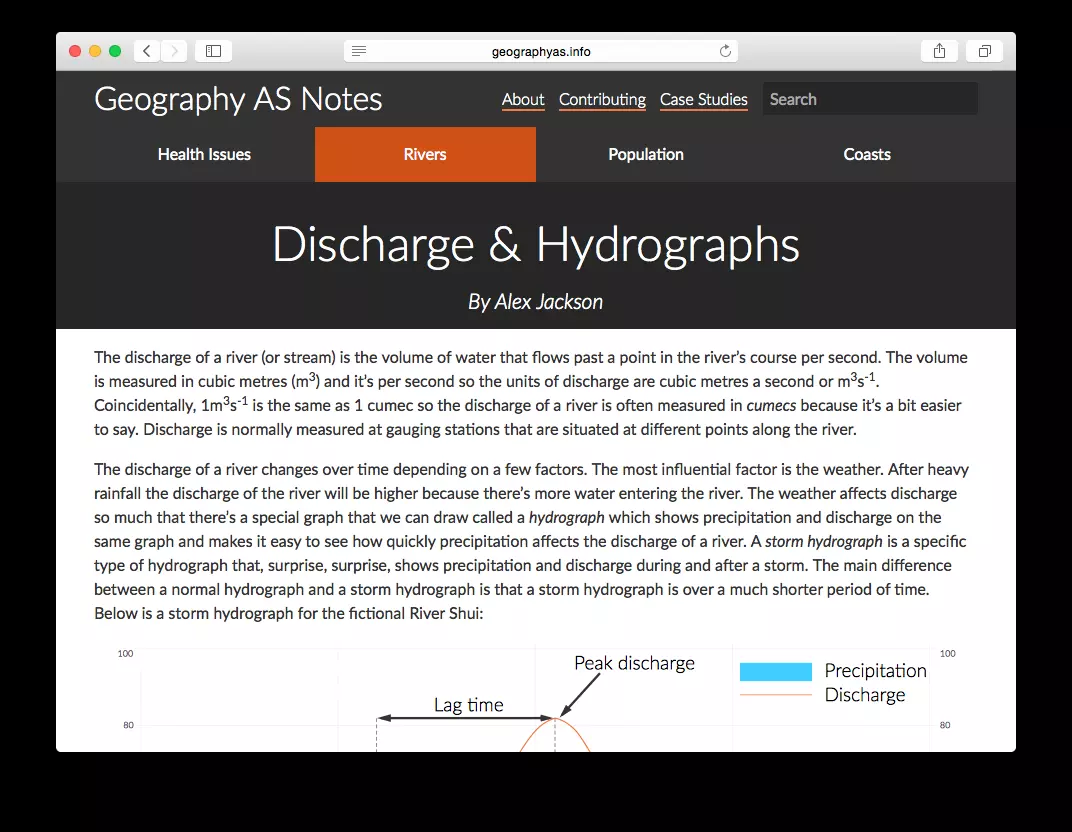 geographyas.info
Geography AS Notes
About Contributing Case Studies Search
Health Issues Rivers Population Coasts
Discharge & Hydrographs
By Alex Jackson
The discharge of a river (or stream) is the volume of water that flows past a point in the river's course per second. The volume
is measured in cubic metres (m³) and it's per second so the units of discharge are cubic metres a second or m³s⁻¹.
Coincidentally, 1m³s⁻¹ is the same as 1 cumec so the discharge of a river is often measured in cumecs because it's a bit easier
to say. Discharge is normally measured at gauging stations that are situated at different points along the river.
The discharge of a river changes over time depending on a few factors. The most influential factor is the weather. After heavy
rainfall the discharge of the river will be higher because there's more water entering the river. The weather affects discharge
so much that there's a special graph that we can draw called a hydrograph which shows precipitation and discharge on the
same graph and makes it easy to see how quickly precipitation affects the discharge of a river. A storm hydrograph is a specific
type of hydrograph that, surprise, surprise, shows precipitation and discharge during and after a storm. The main difference
between a normal hydrograph and a storm hydrograph is that a storm hydrograph is over a much shorter period of time.
Below is a storm hydrograph for the fictional River Shui:
100 100
Peak discharge
Precipitation
Discharge
Lag time
80 80